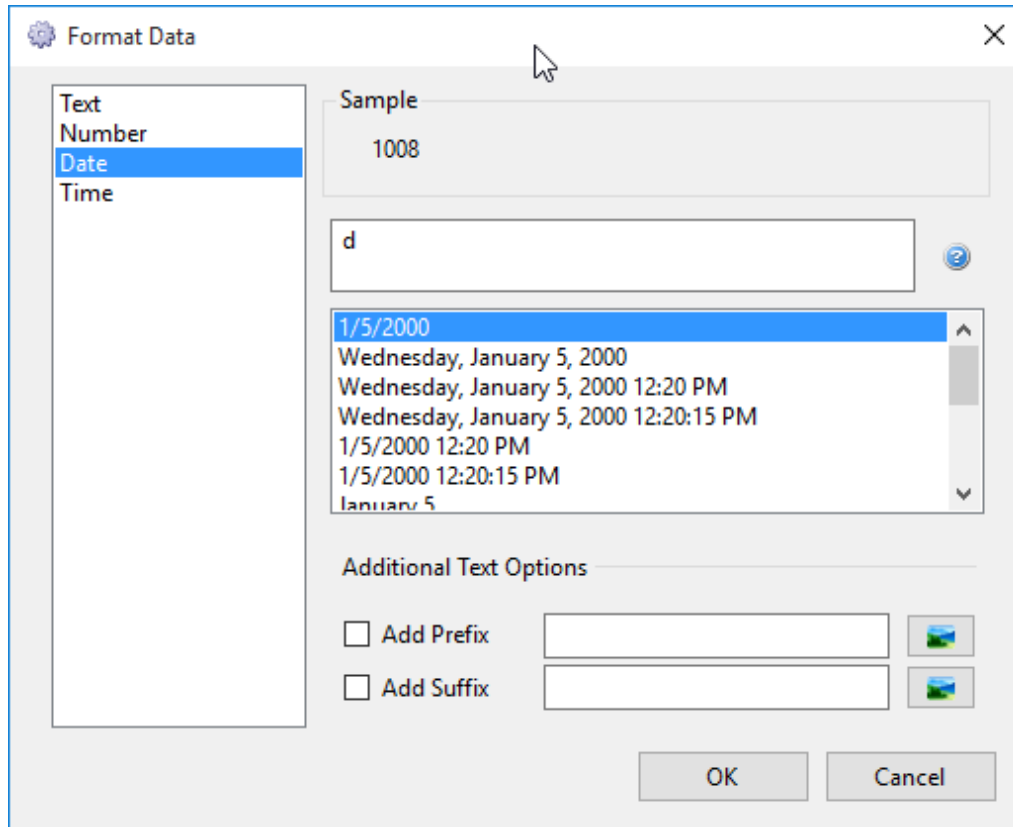 Format Data
Text
Number
Date
Time
Sample
1008
d
1/5/2000
Wednesday, January 5, 2000
Wednesday, January 5, 2000 12:20 PM
Wednesday, January 5, 2000 12:20:15 PM
1/5/2000 12:20 PM
1/5/2000 12:20:15 PM
January 5
Additional Text Options
Add Prefix
Add Suffix
OK
Cancel